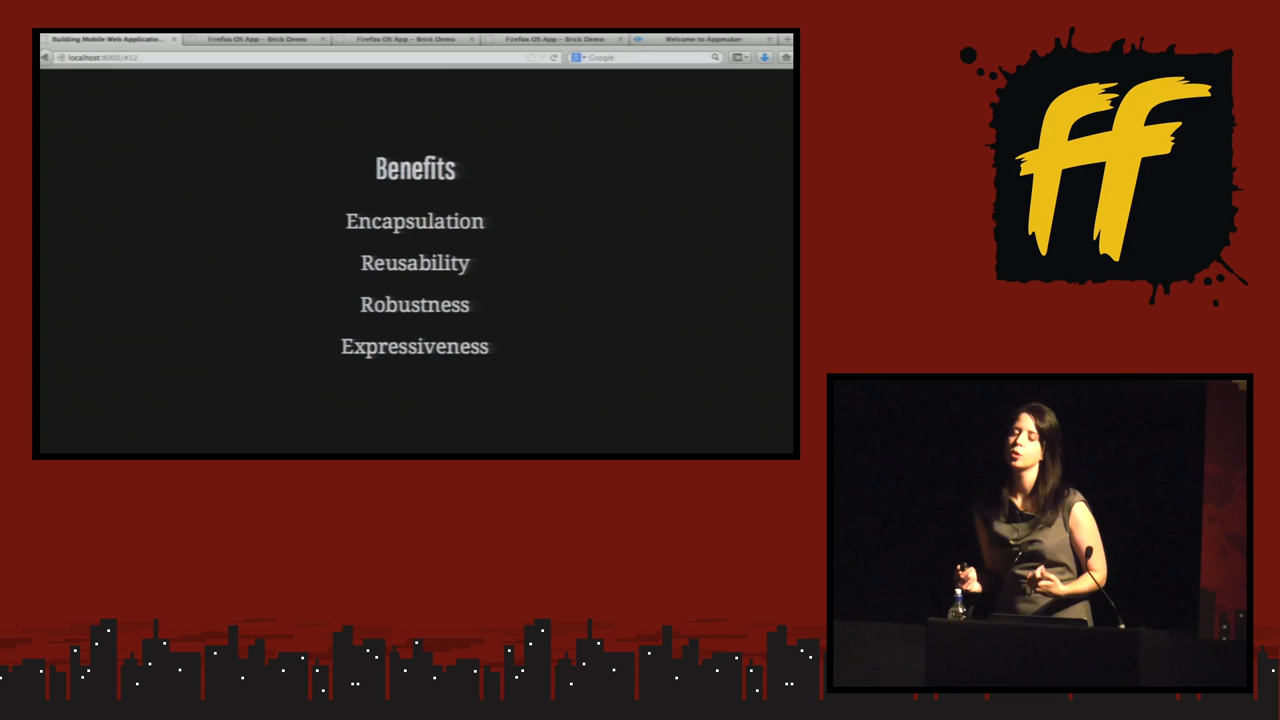 Building Mobile Web Applicatio...
Firefox OS App – Brick Demo
Firefox OS App – Brick Demo
Firefox OS App – Brick Demo
Welcome to Appmaker
localhost:8000/#12
Google
Benefits
Encapsulation
Reusability
Robustness
Expressiveness
ff